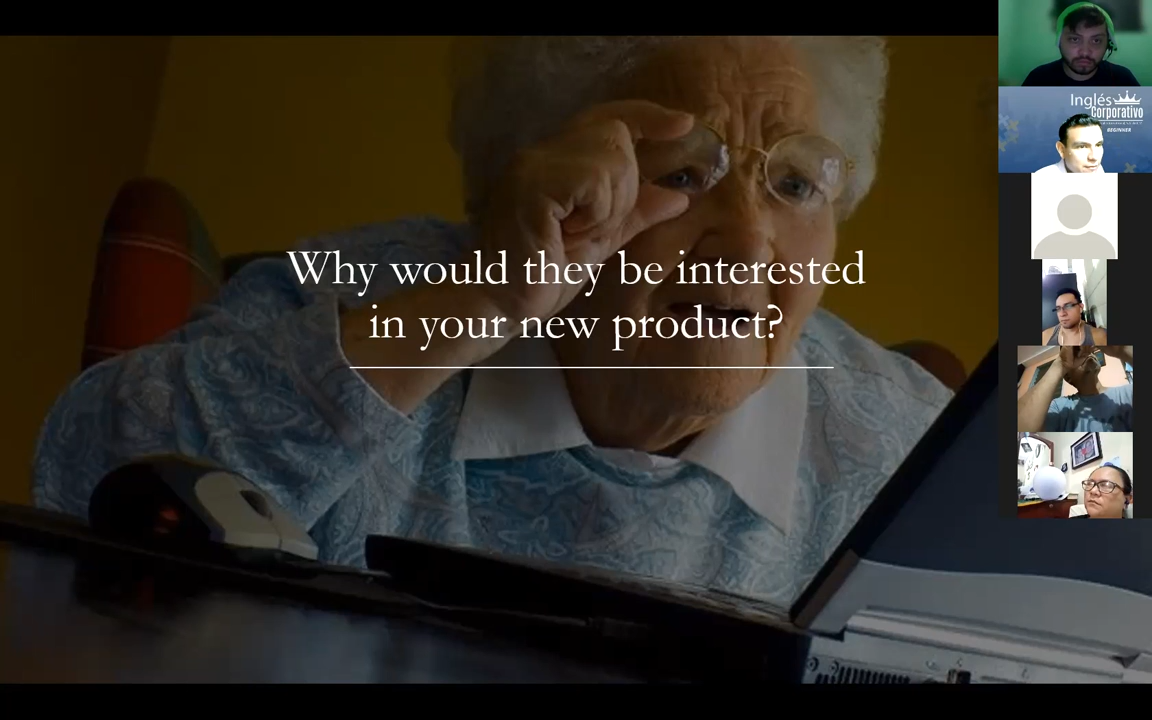 Why would they be interested
in your new product?
Inglés
Corporativo
BEGINNER